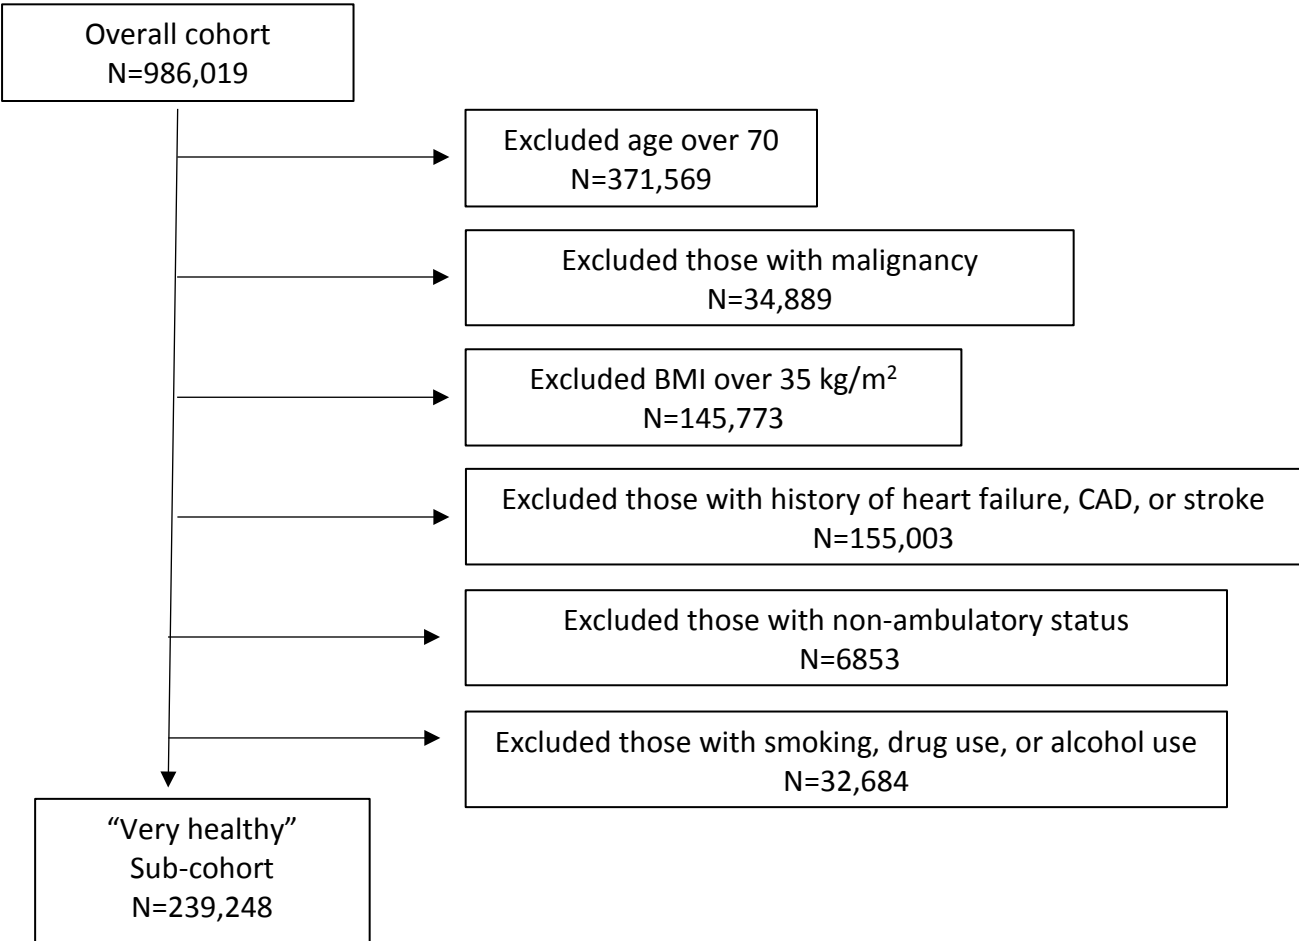 Overall cohort
N=986,019
Excluded age over 70
N=371,569
Excluded those with malignancy
N=34,889
Excluded BMI over 35 kg/m²
N=145,773
Excluded those with history of heart failure, CAD, or stroke
N=155,003
Excluded those with non-ambulatory status
N=6853
Excluded those with smoking, drug use, or alcohol use
N=32,684
“Very healthy”
Sub-cohort
N=239,248